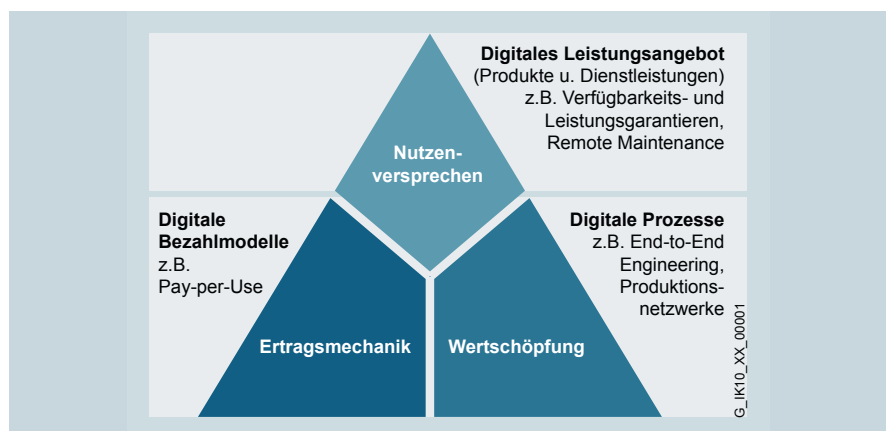 Digitales Leistungsangebot
(Produkte u. Dienstleistungen)
z.B. Verfügbarkeits- und
Leistungsgarantieren,
Remote Maintenance
Nutzen-
versprechen
Digitale
Bezahlmodelle
z.B.
Pay-per-Use
Digitale Prozesse
z.B. End-to-End
Engineering,
Produktions-
netzwerke
Ertragsmechanik
Wertschöpfung
G_IK10_XX_00001